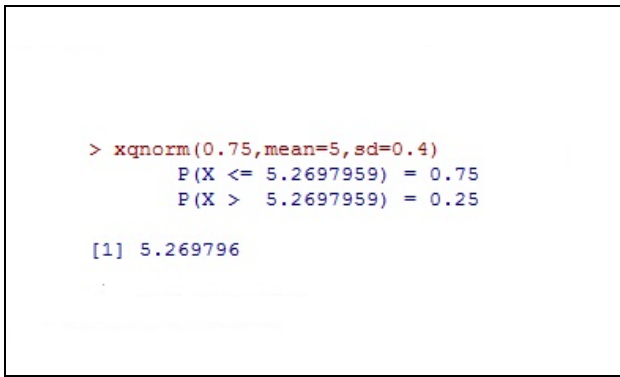 > xqnorm(0.75,mean=5,sd=0.4)
P(X <= 5.2697959) = 0.75
P(X >  5.2697959) = 0.25
[1] 5.269796